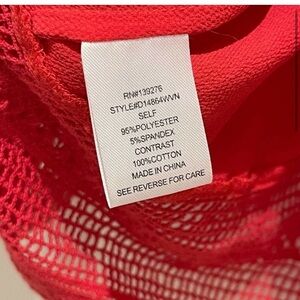 RN#139276
STYLE#D14864WVN
SELF
95%POLYESTER
5%SPANDEX
CONTRAST
100%COTTON
MADE IN CHINA
SEE REVERSE FOR CARE